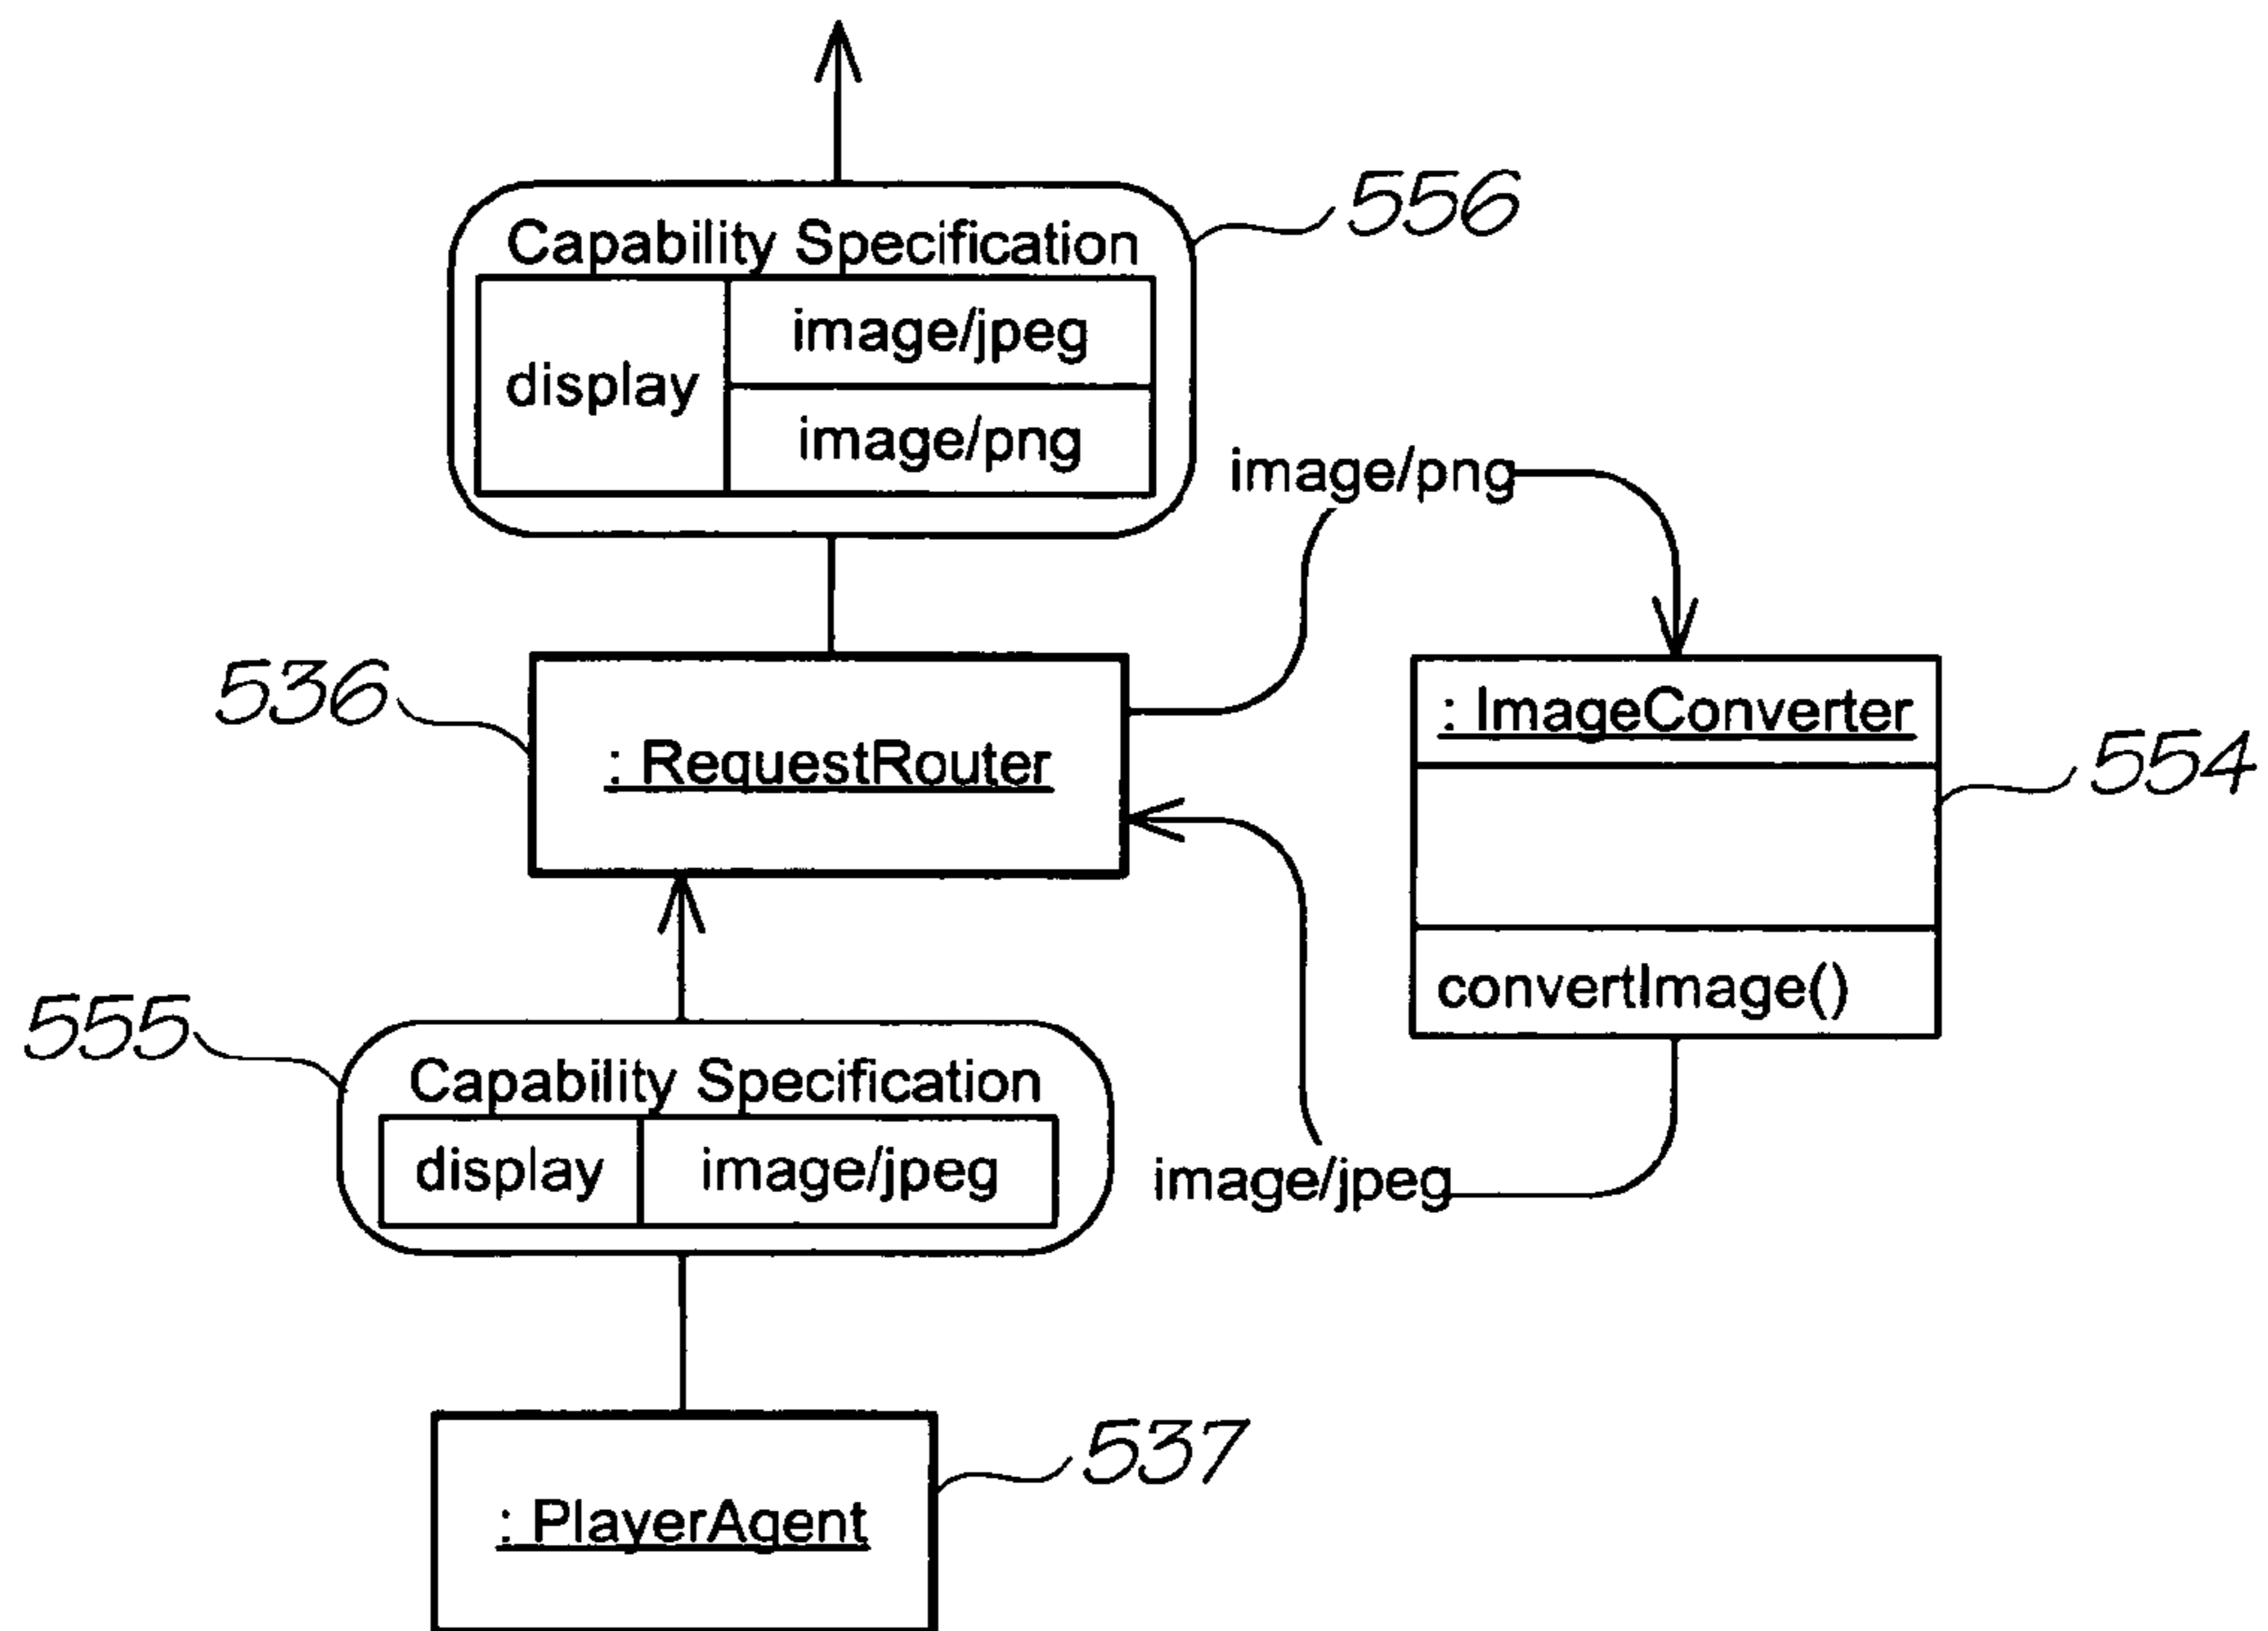 556
Capability Specification
display
image/jpeg
image/png
image/png
536
: RequestRouter
: ImageConverter
554
convertImage()
555
Capability Specification
display
image/jpeg
image/jpeg
537
: PlayerAgent